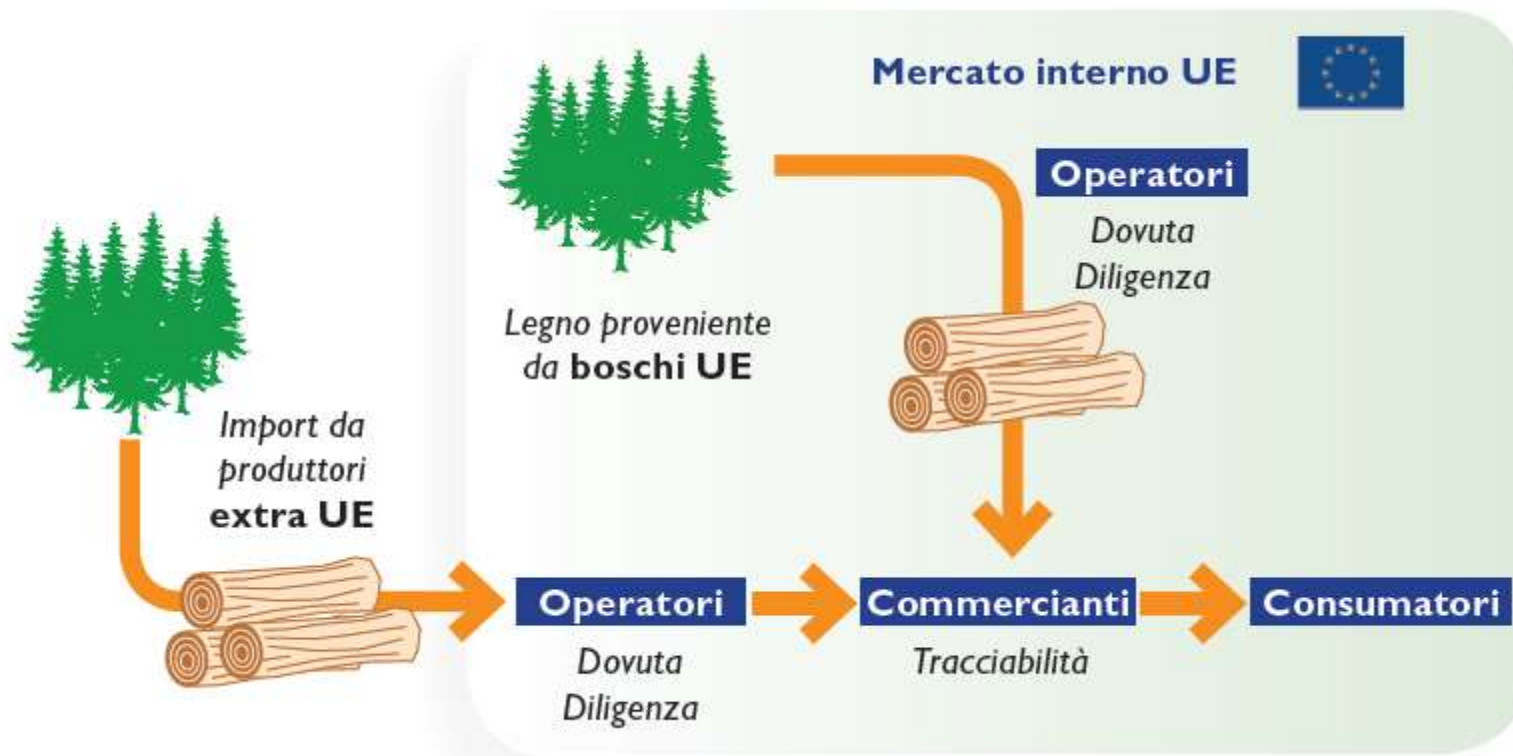 Mercato interno UE
Operatori
Dovuta
Diligenza
Legno proveniente
da boschi UE
Import da
produttori
extra UE
Operatori
Dovuta
Diligenza
Commercianti
Tracciabilità
Consumatori